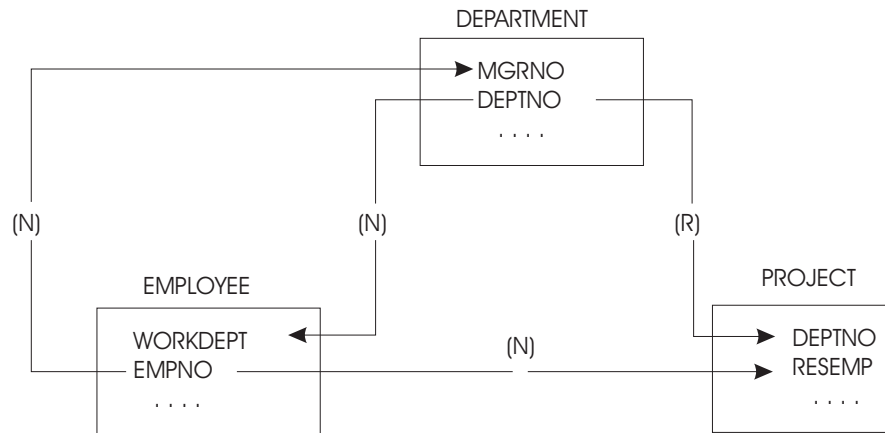 DEPARTMENT
MGRNO
DEPTNO
. . . .
(N)
(N)
(R)
EMPLOYEE
PROJECT
WORKDEPT
EMPNO
. . . .
(N)
DEPTNO
RESEMP
. . . .